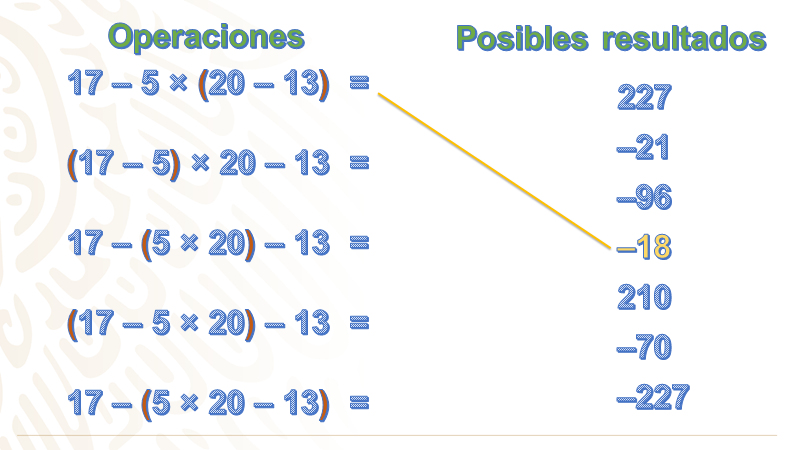 Operaciones
17 – 5 × (20 – 13) =
(17 – 5) × 20 – 13 =
17 – (5 × 20) – 13 =
(17 – 5 × 20) – 13 =
17 – (5 × 20 – 13) =
Posibles resultados
227
–21
–96
–18
210
–70
–227